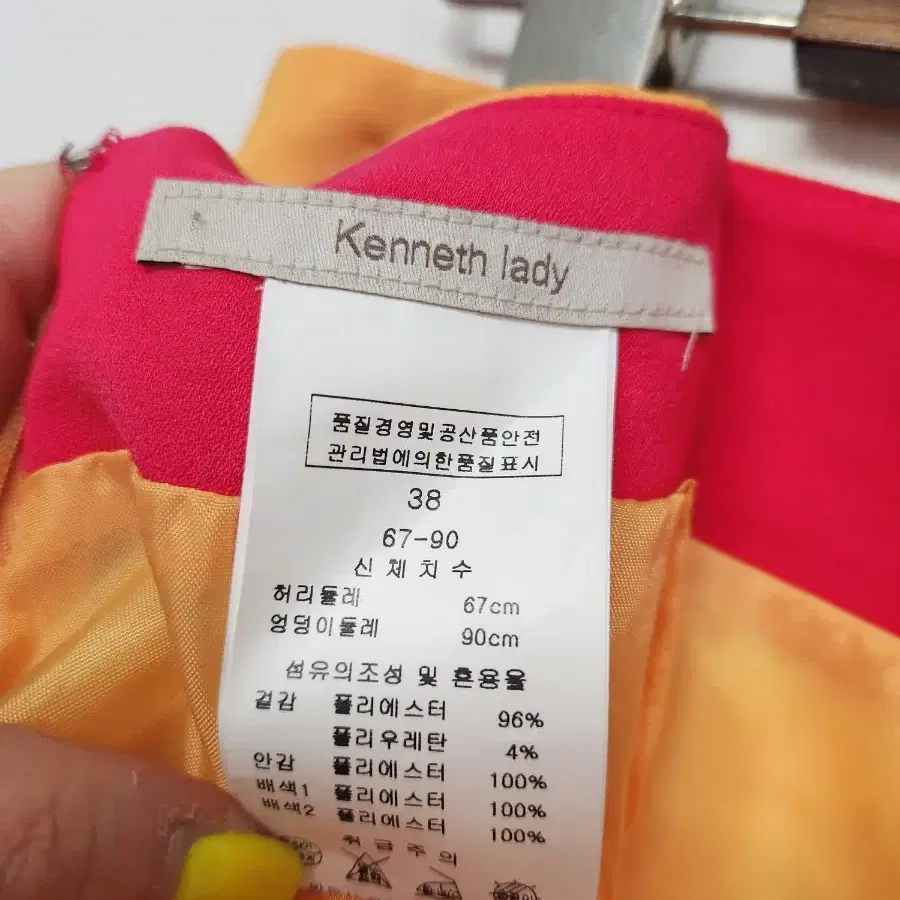 Kenneth lady
품질경영및공산품안전
관리법에의한품질표시
38
67-90
신체치수
허리둘레 67cm
엉덩이둘레 90cm
섬유의조성 및 혼용율
겉감 폴리에스터 96%
폴리우레탄 4%
안감 폴리에스터 100%
배색1 폴리에스터 100%
배색2 폴리에스터 100%
취급주의